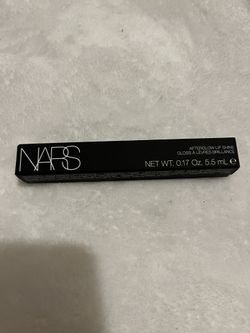 NARS
AFTERGLOW LIP SHINE
GLOSS À LÈVRES BRILLANCE
NET WT. 0.17 Oz. 5.5 mL ℮